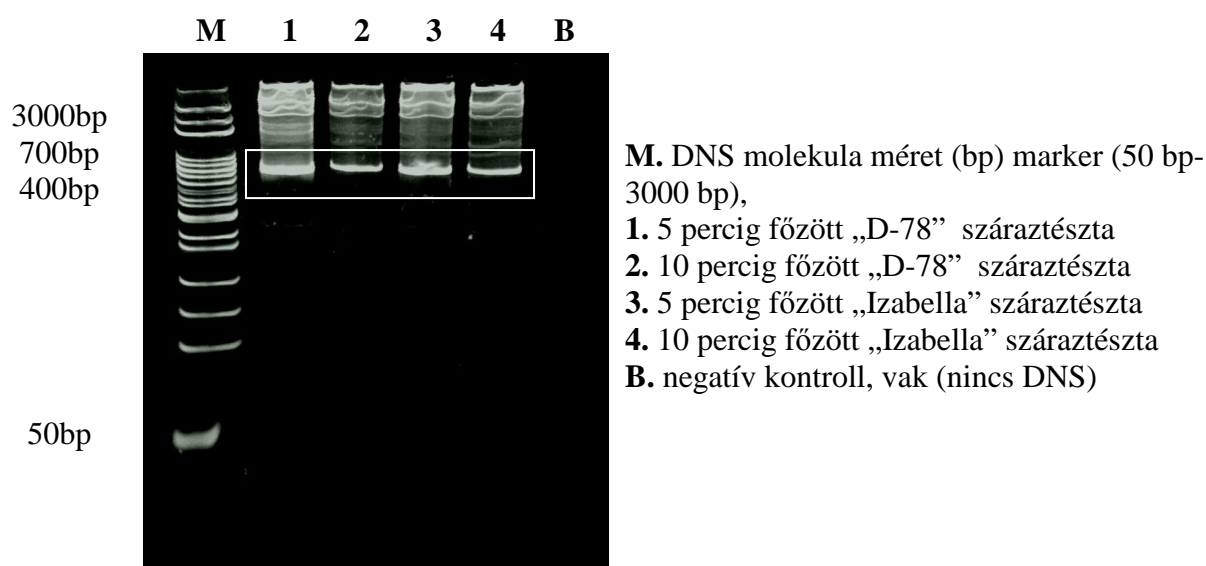 M 1 2 3 4 B
3000bp
700bp
400bp
50bp
M. DNS molekula méret (bp) marker (50 bp-
3000 bp),
1. 5 percig főzött „D-78” száraztészta
2. 10 percig főzött „D-78” száraztészta
3. 5 percig főzött „Izabella” száraztészta
4. 10 percig főzött „Izabella” száraztészta
B. negatív kontroll, vak (nincs DNS)